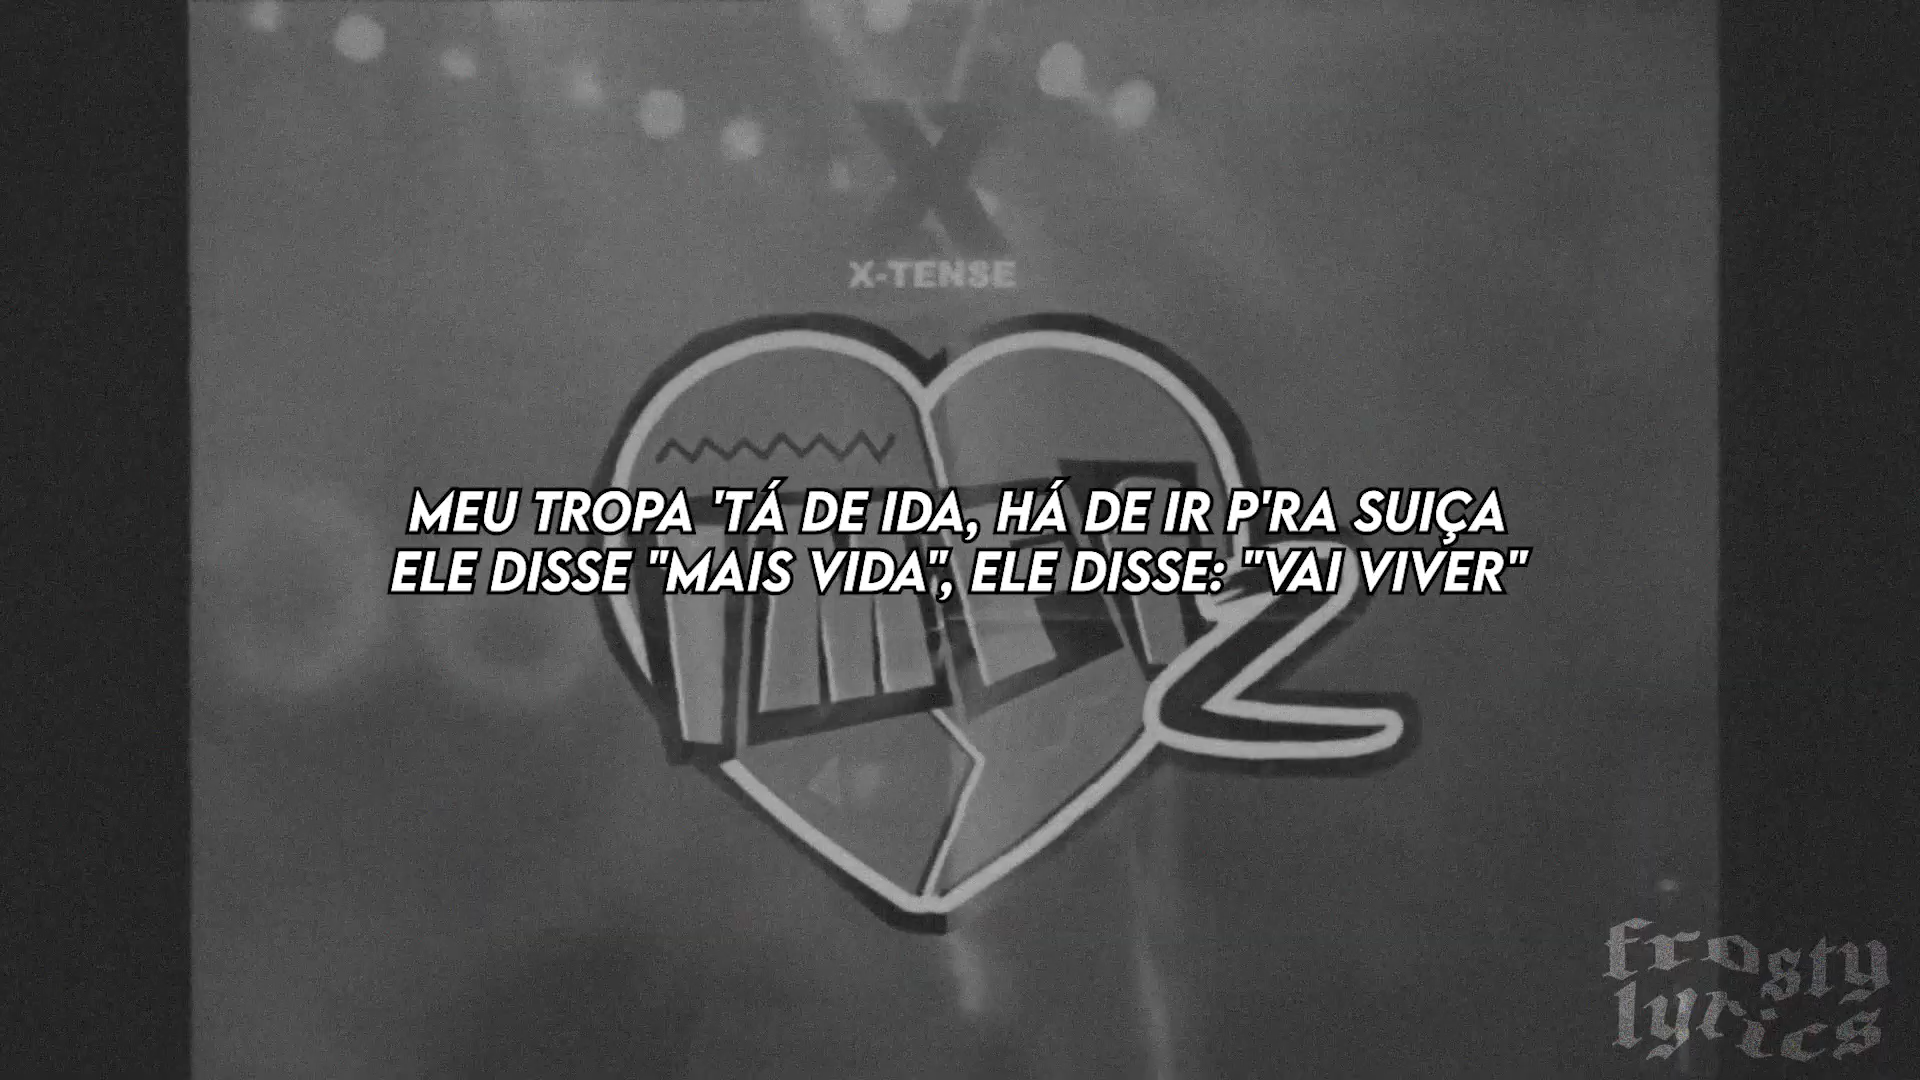 X
X-TENSE
MEU TROPA 'TÁ DE IDA, HÁ DE IR P'RA SUIÇA
ELE DISSE "MAIS VIDA", ELE DISSE: "VAI VIVER"
2
frosty
lyrics